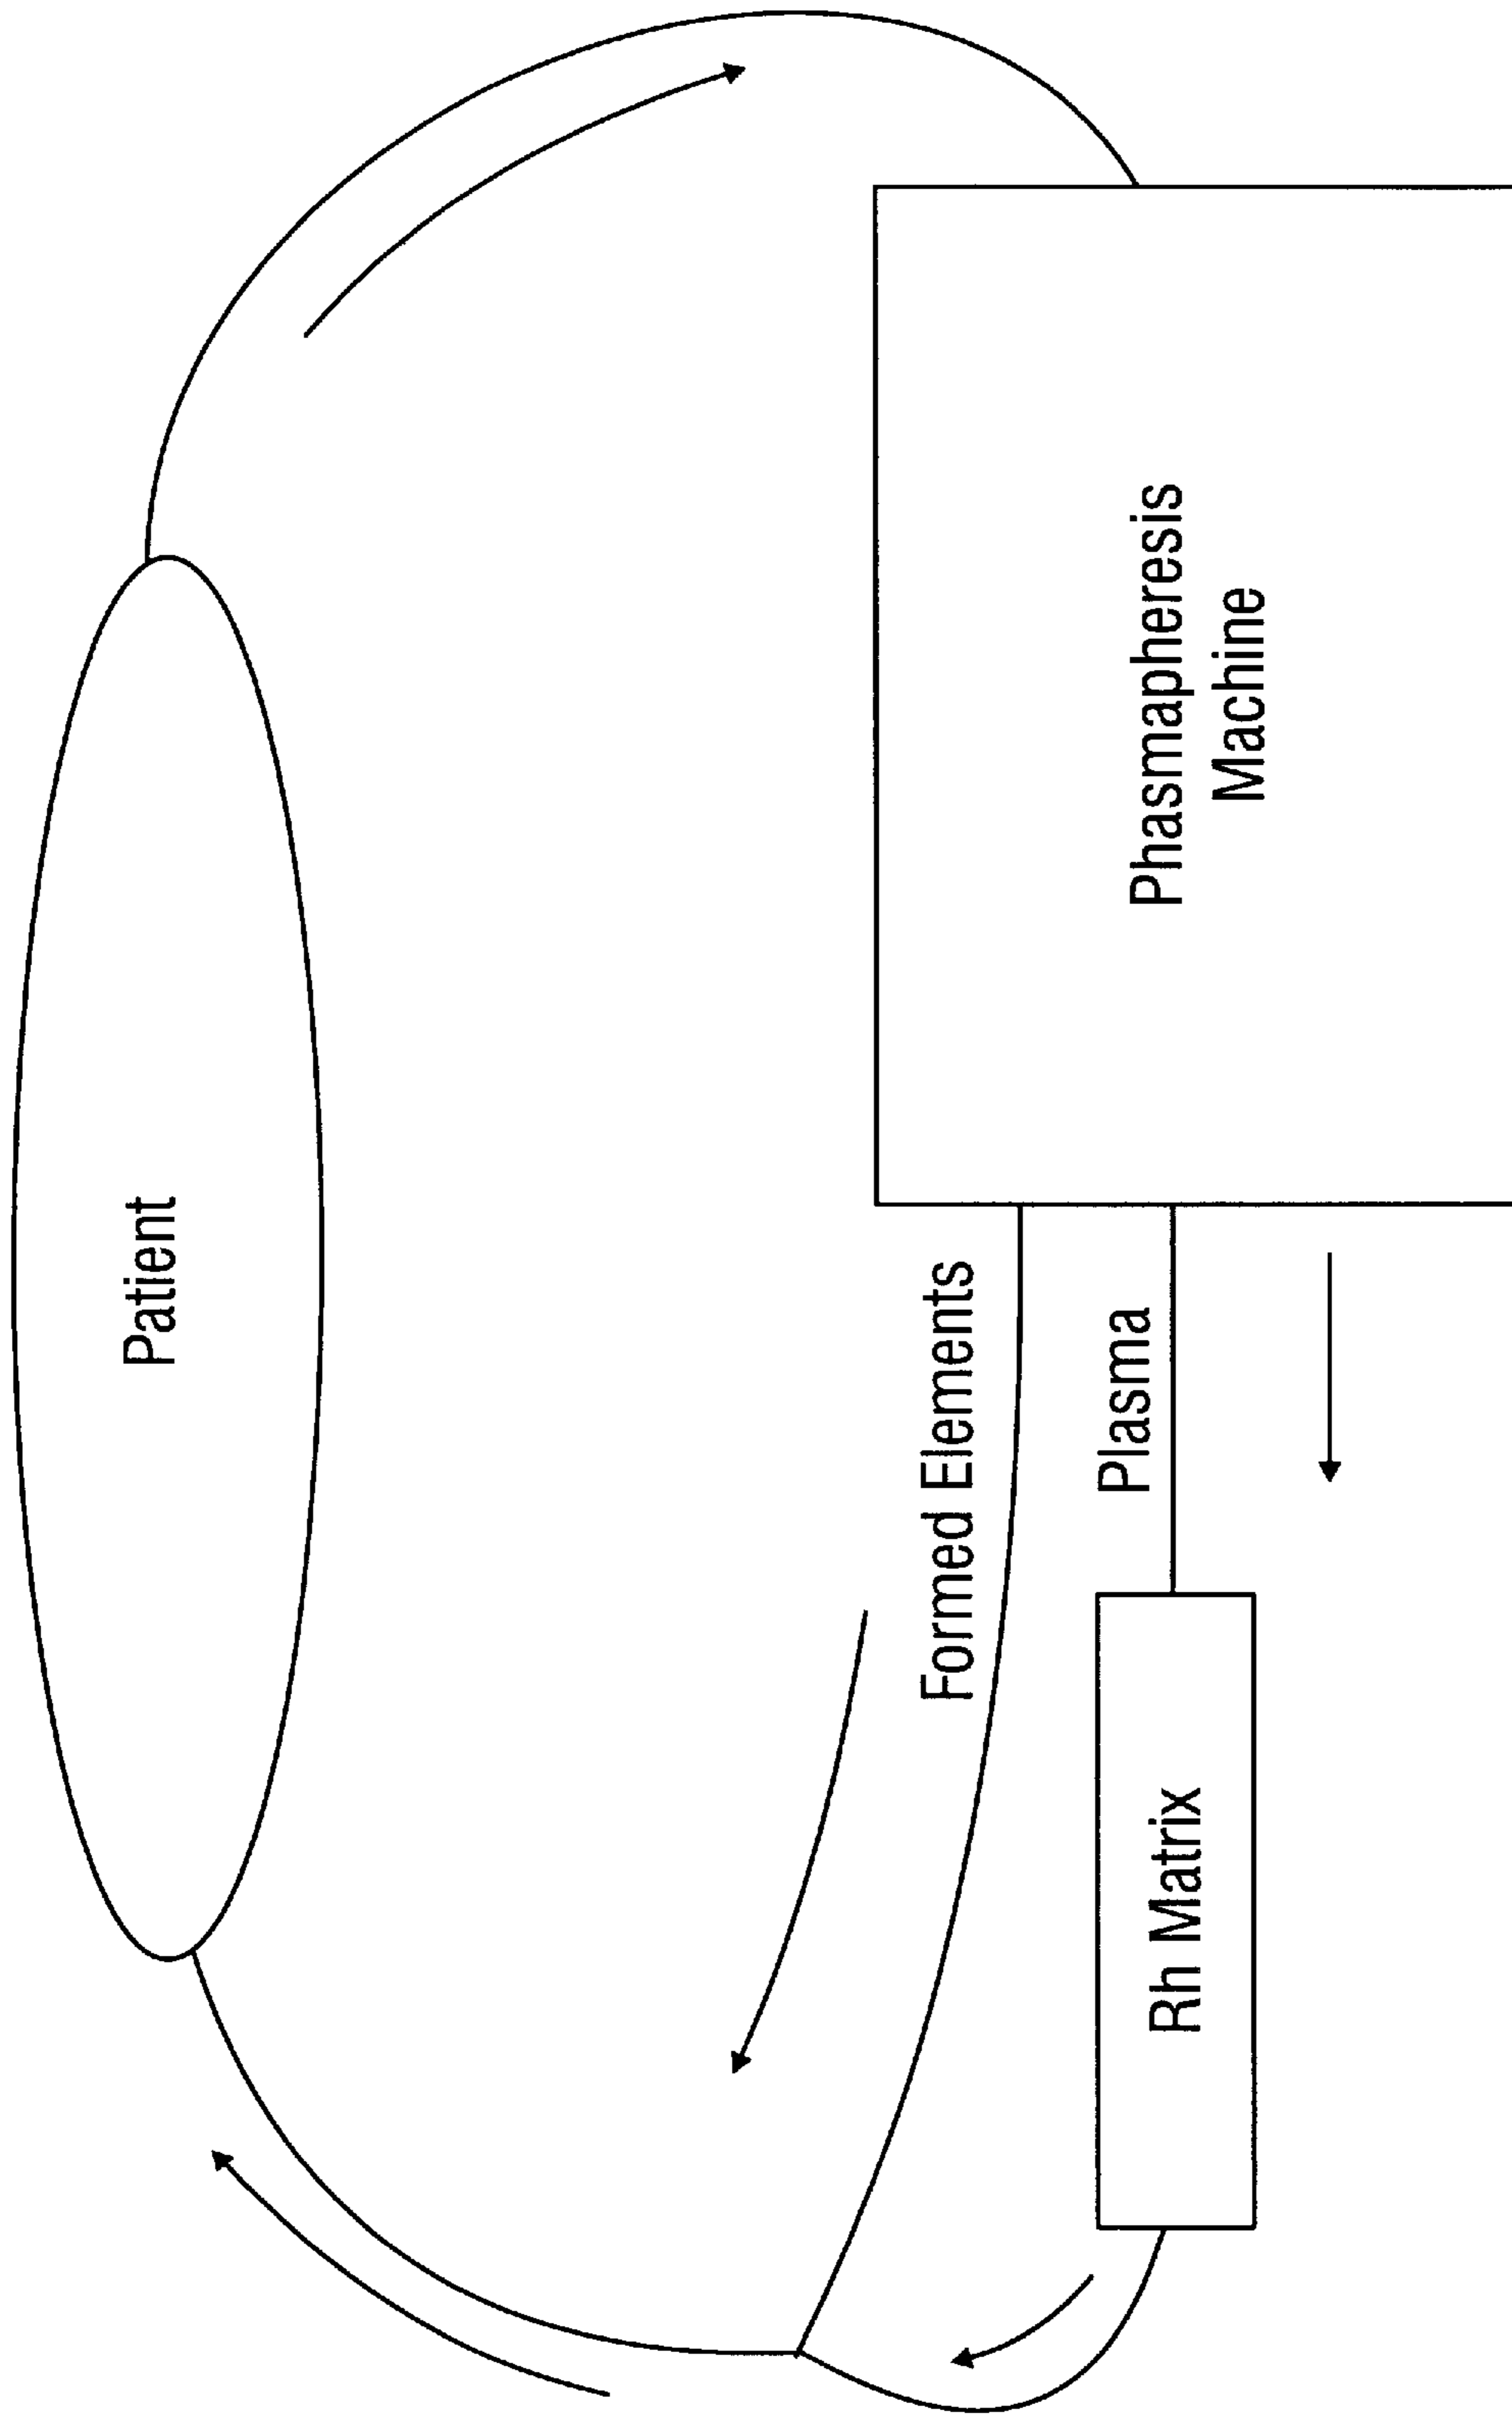 Patient
Formed Elements
Plasma
Rh Matrix
Phasmapheresis
Machine